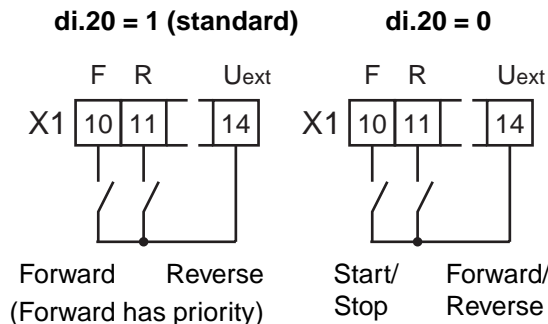 di.20 = 1 (standard)
F R Uext
X1 10 11 14
Forward Reverse
(Forward has priority)
di.20 = 0
F R Uext
X1 10 11 14
Start/ Forward/
Stop Reverse